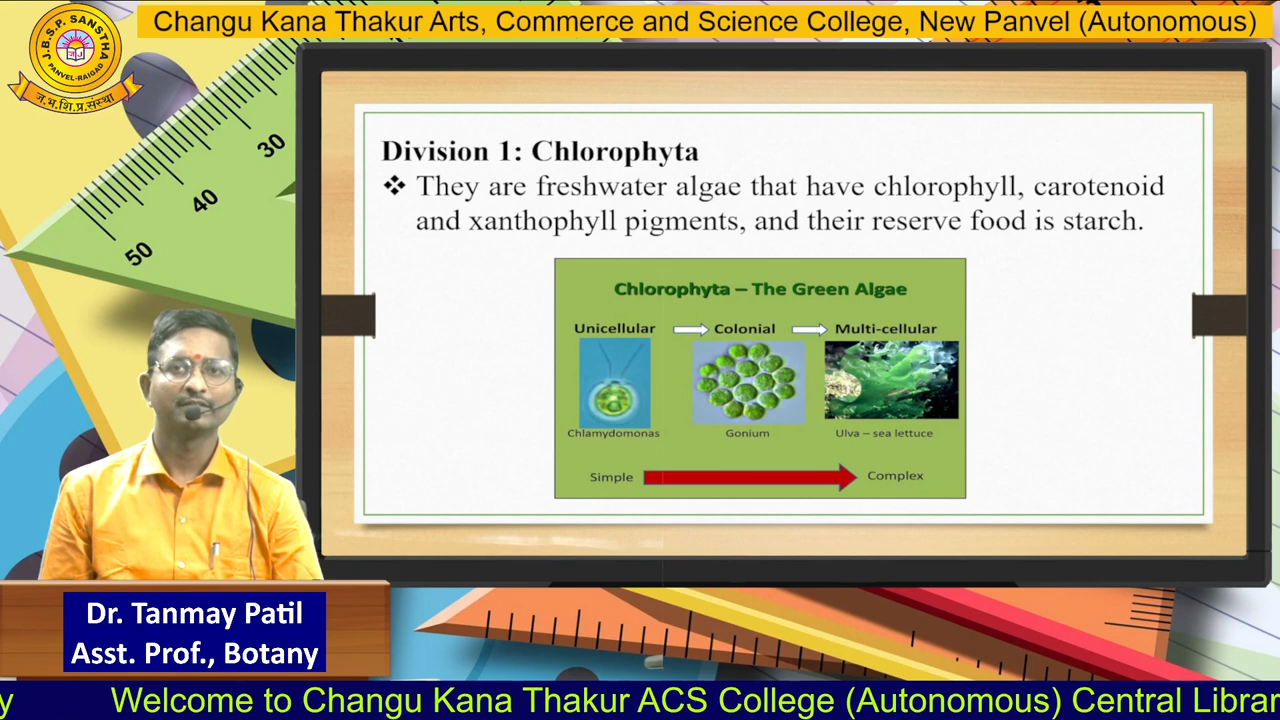 Changu Kana Thakur Arts, Commerce and Science College, New Panvel (Autonomous)
J.B.S.P. SANSTHA
PANVEL-RAIGAD
ज.भ.शि.प्र.संस्था
30
40
50
Division 1: Chlorophyta
❖ They are freshwater algae that have chlorophyll, carotenoid
and xanthophyll pigments, and their reserve food is starch.
Chlorophyta – The Green Algae
Unicellular
Colonial
Multi-cellular
Chlamydomonas
Gonium
Ulva – sea lettuce
Simple
Complex
Dr. Tanmay Patil
Asst. Prof., Botany
y Welcome to Changu Kana Thakur ACS College (Autonomous) Central Librar